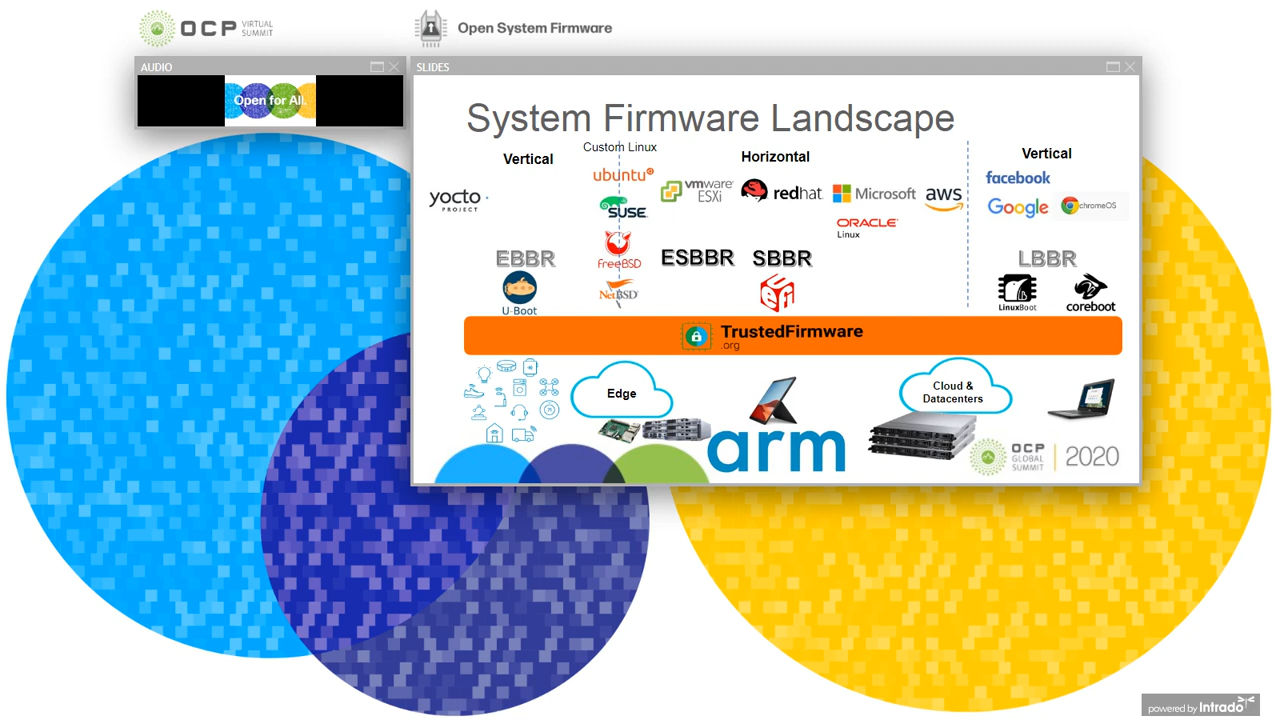 OCP VIRTUAL SUMMIT
Open System Firmware
AUDIO
Open for All.
SLIDES
System Firmware Landscape
Custom Linux
Vertical
Horizontal
Vertical
yocto PROJECT
ubuntu
SUSE
vmware ESXi
redhat.
Microsoft
aws
ORACLE
Linux
facebook
Google
chromeOS
EBBR
FreeBSD
ESBBR
SBBR
LBBR
U-Boot
NetBSD
UEFI
LinuxBoot
coreboot
TrustedFirmware
.org
Edge
Cloud &
Datacenters
arm
OCP GLOBAL SUMMIT
2020
powered by Intrado